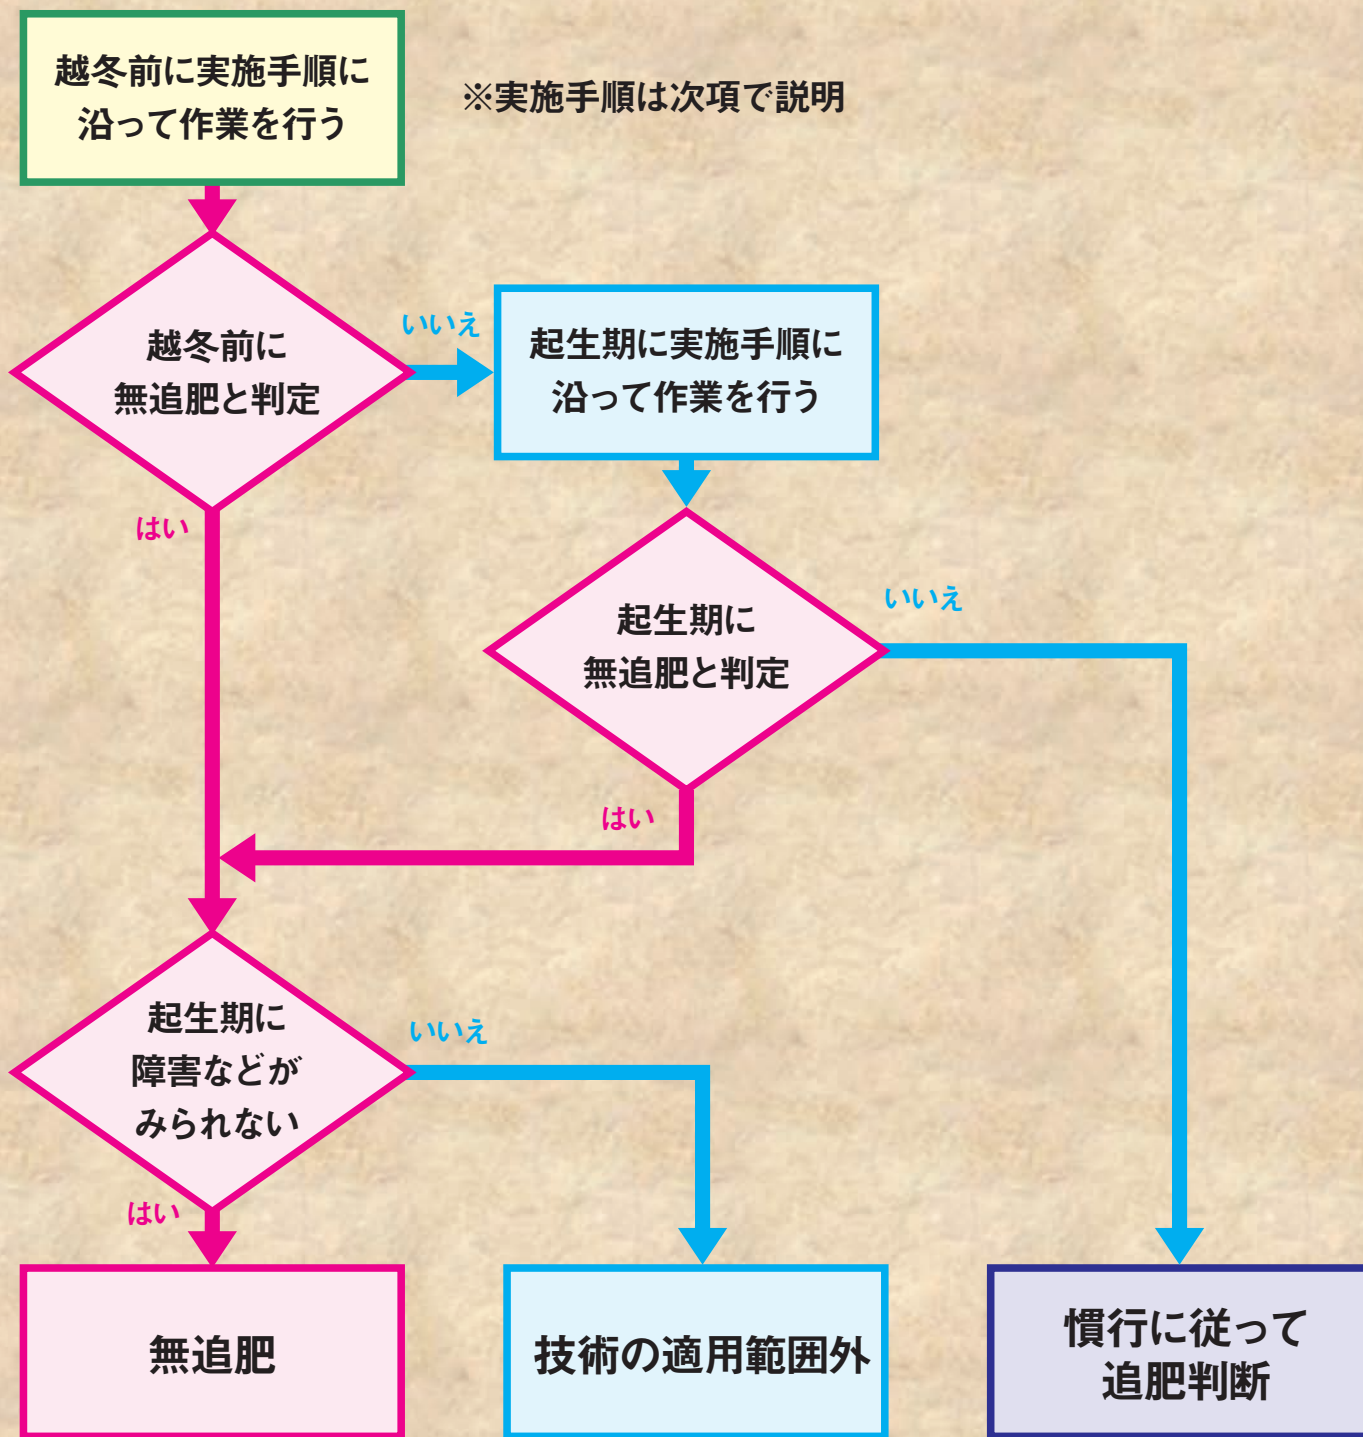 越冬前に実施手順に
沿って作業を行う
※実施手順は次項で説明
越冬前に
無追肥と判定
いいえ
起生期に実施手順に
沿って作業を行う
はい
起生期に
無追肥と判定
いいえ
はい
起生期に
障害などが
みられない
いいえ
はい
無追肥
技術の適用範囲外
慣行に従って
追肥判断